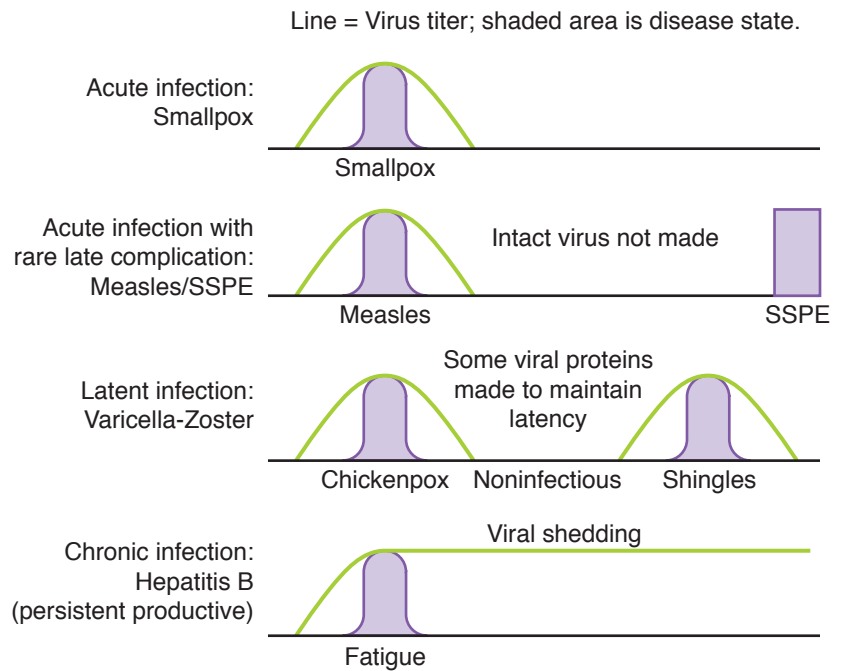 Line = Virus titer; shaded area is disease state.
Acute infection:
Smallpox
Smallpox
Acute infection with
rare late complication:
Measles/SSPE
Intact virus not made
Measles
SSPE
Latent infection:
Varicella-Zoster
Some viral proteins
made to maintain
latency
Chickenpox
Noninfectious
Shingles
Chronic infection:
Hepatitis B
(persistent productive)
Viral shedding
Fatigue